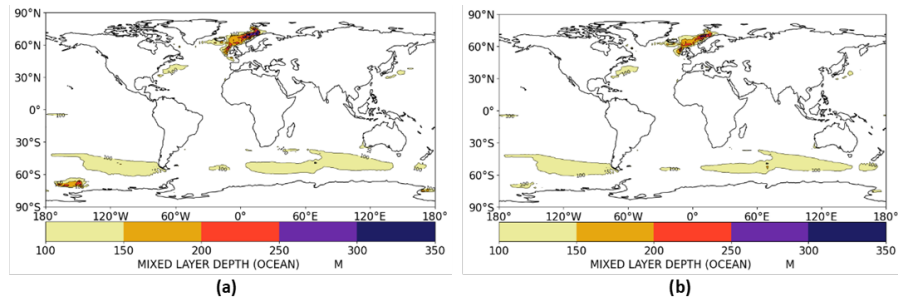 90°N
60°N
30°N
0°
30°S
60°S
90°S
180° 120°W 60°W 0° 60°E 120°E 180°
100 150 200 250 300 350
MIXED LAYER DEPTH (OCEAN) M
(a)
90°N
60°N
30°N
0°
30°S
60°S
90°S
180° 120°W 60°W 0° 60°E 120°E 180°
100 150 200 250 300 350
MIXED LAYER DEPTH (OCEAN) M
(b)